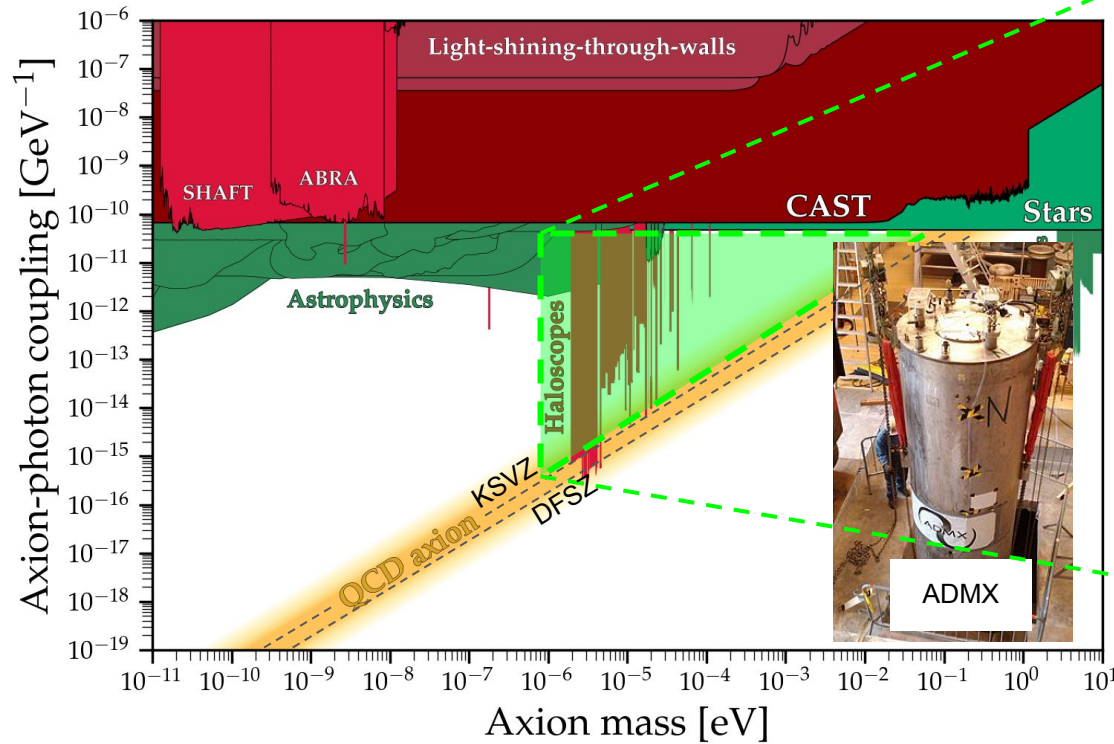 Axion-photon coupling [GeV⁻¹]
10⁻⁶
10⁻⁷
10⁻⁸
10⁻⁹
10⁻¹⁰
10⁻¹¹
10⁻¹²
10⁻¹³
10⁻¹⁴
10⁻¹⁵
10⁻¹⁶
10⁻¹⁷
10⁻¹⁸
10⁻¹⁹
Light-shining-through-walls
SHAFT
ABRA
CAST
Stars
Astrophysics
Haloscopes
KSVZ
DFSZ
QCD axion
N
ADMX
ADMX
10⁻¹¹
10⁻¹⁰
10⁻⁹
10⁻⁸
10⁻⁷
10⁻⁶
10⁻⁵
10⁻⁴
10⁻³
10⁻²
10⁻¹
10⁰
10¹
Axion mass [eV]